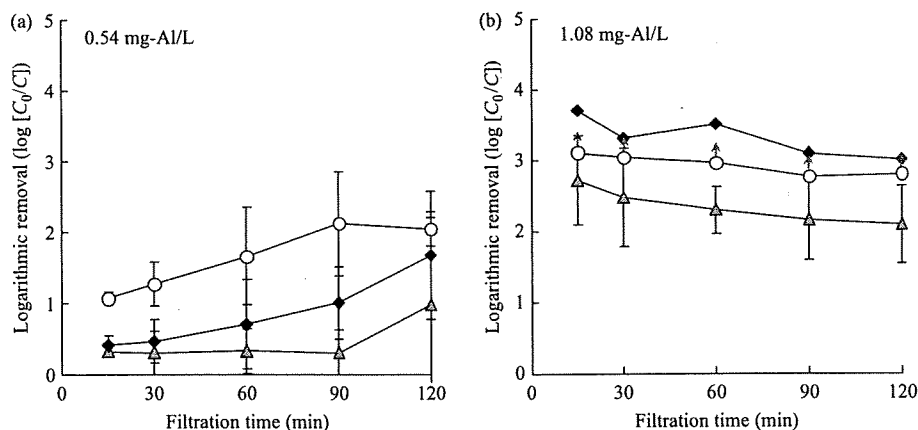 (a)
0.54 mg-Al/L
Logarithmic removal (log [C₀/C])
5
4
3
2
1
0
0 30 60 90 120
Filtration time (min)
(b)
1.08 mg-Al/L
Logarithmic removal (log [C₀/C])
5
4
3
2
1
0
0 30 60 90 120
Filtration time (min)